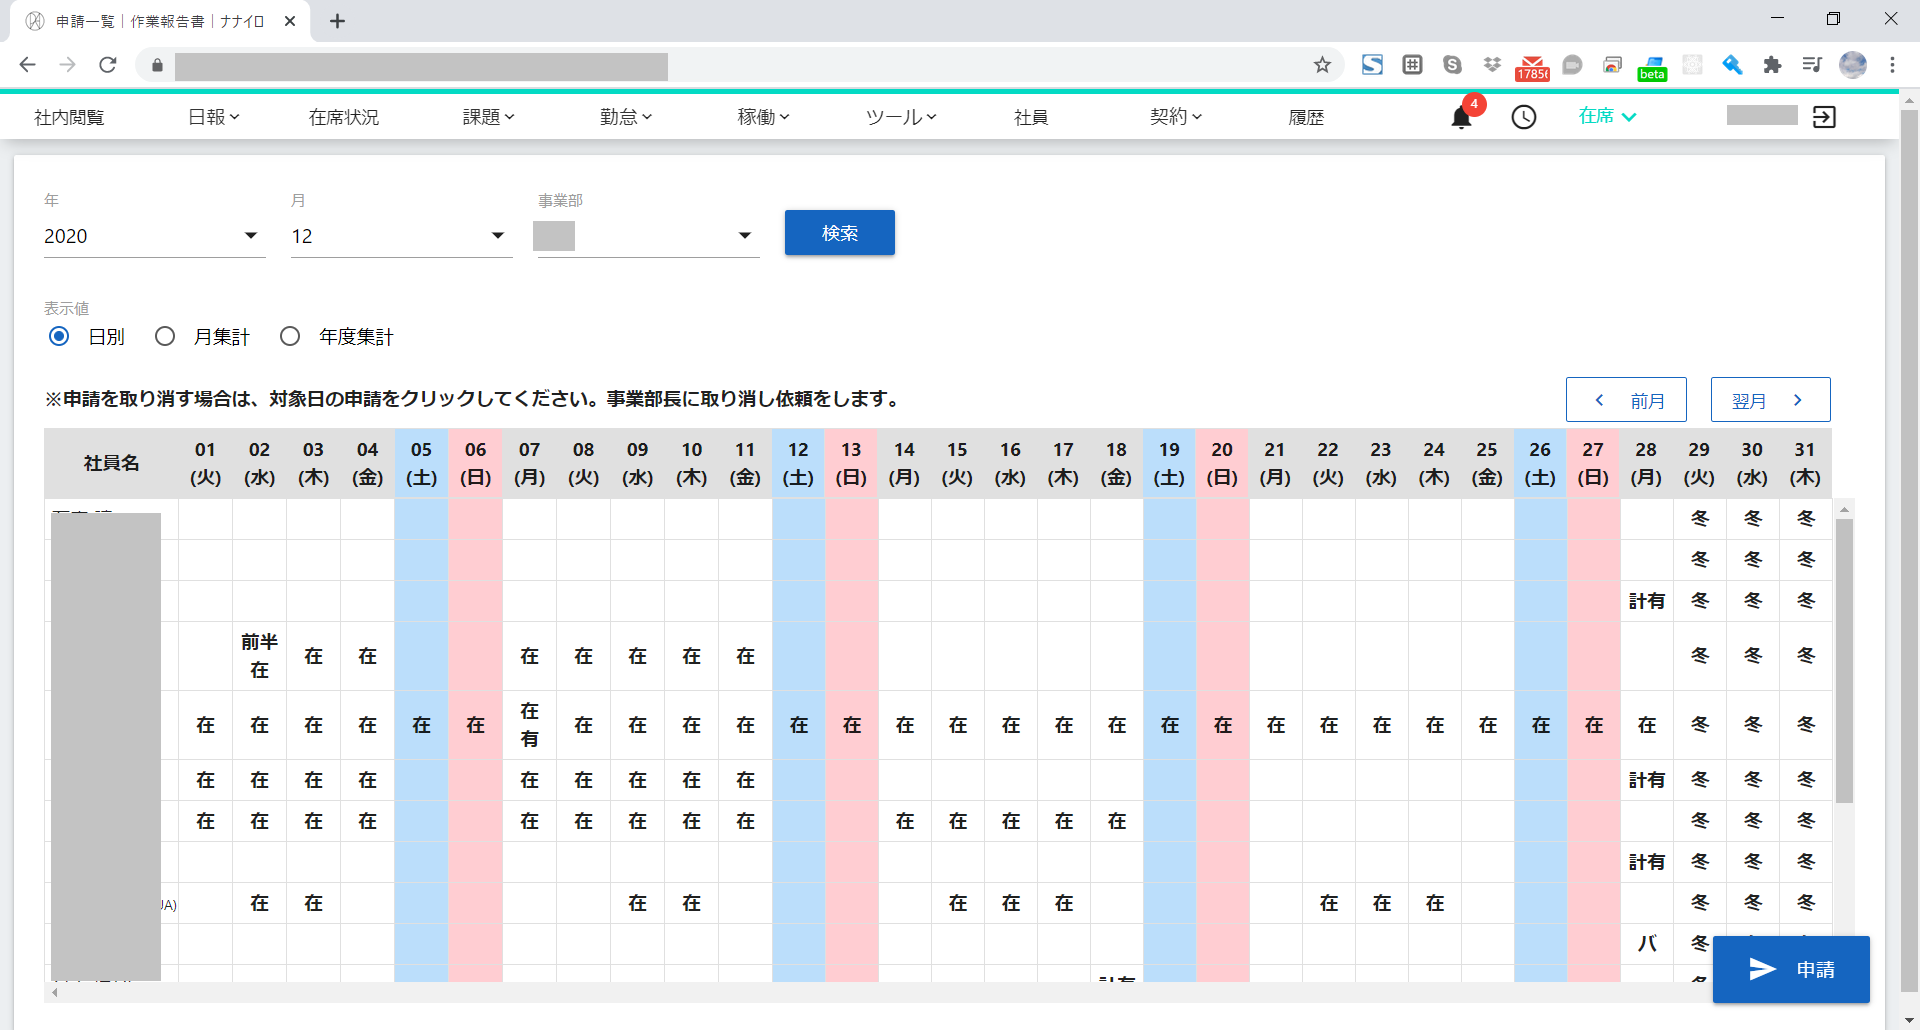 申請一覧｜作業報告書｜ナナイロ
17856
beta
社内閲覧 日報 在席状況 課題 勤怠 稼働 ツール 社員 契約 履歴 4 在席
年 月 事業部
2020 12 検索
表示値
日別 月集計 年度集計
※申請を取り消す場合は、対象日の申請をクリックしてください。事業部長に取り消し依頼をします。
前月 翌月
社員名 01 02 03 04 05 06 07 08 09 10 11 12 13 14 15 16 17 18 19 20 21 22 23 24 25 26 27 28 29 30 31
(火) (水) (木) (金) (土) (日) (月) (火) (水) (木) (金) (土) (日) (月) (火) (水) (木) (金) (土) (日) (月) (火) (水) (木) (金) (土) (日) (月) (火) (水) (木)
冬 冬 冬
冬 冬 冬
計有 冬 冬 冬
前半
在 在 在 在 在 在 在 在 冬 冬 冬
在 在 在 在 在 在 在 在 在 在 在 在 在 在 在 在 在 在 在 在 在 在 在 在 在 在 在 在 冬 冬 冬
有
在 在 在 在 在 在 在 在 在 計有 冬 冬 冬
在 在 在 在 在 在 在 在 在 在 在 在 在 在 冬 冬 冬
計有 冬 冬 冬
JA) 在 在 在 在 在 在 在 在 在 在 冬 冬 冬
バ 冬
計有
申請